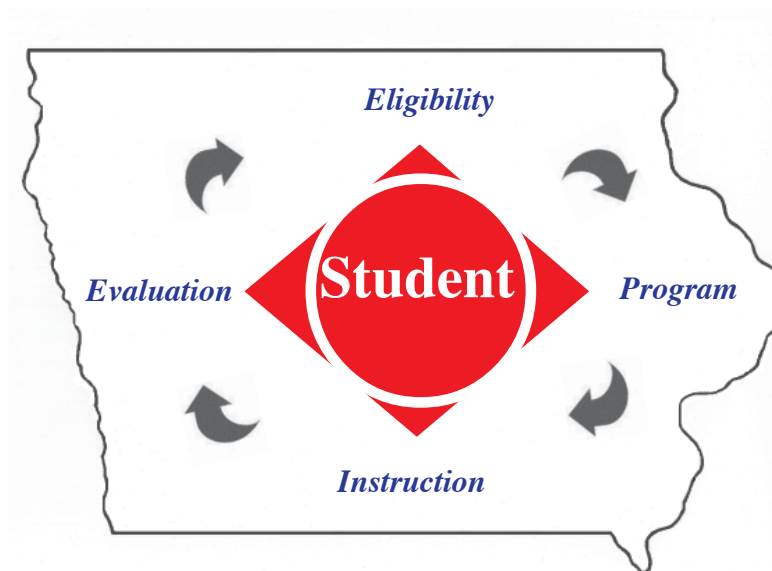 Eligibility
Evaluation
Student
Program
Instruction